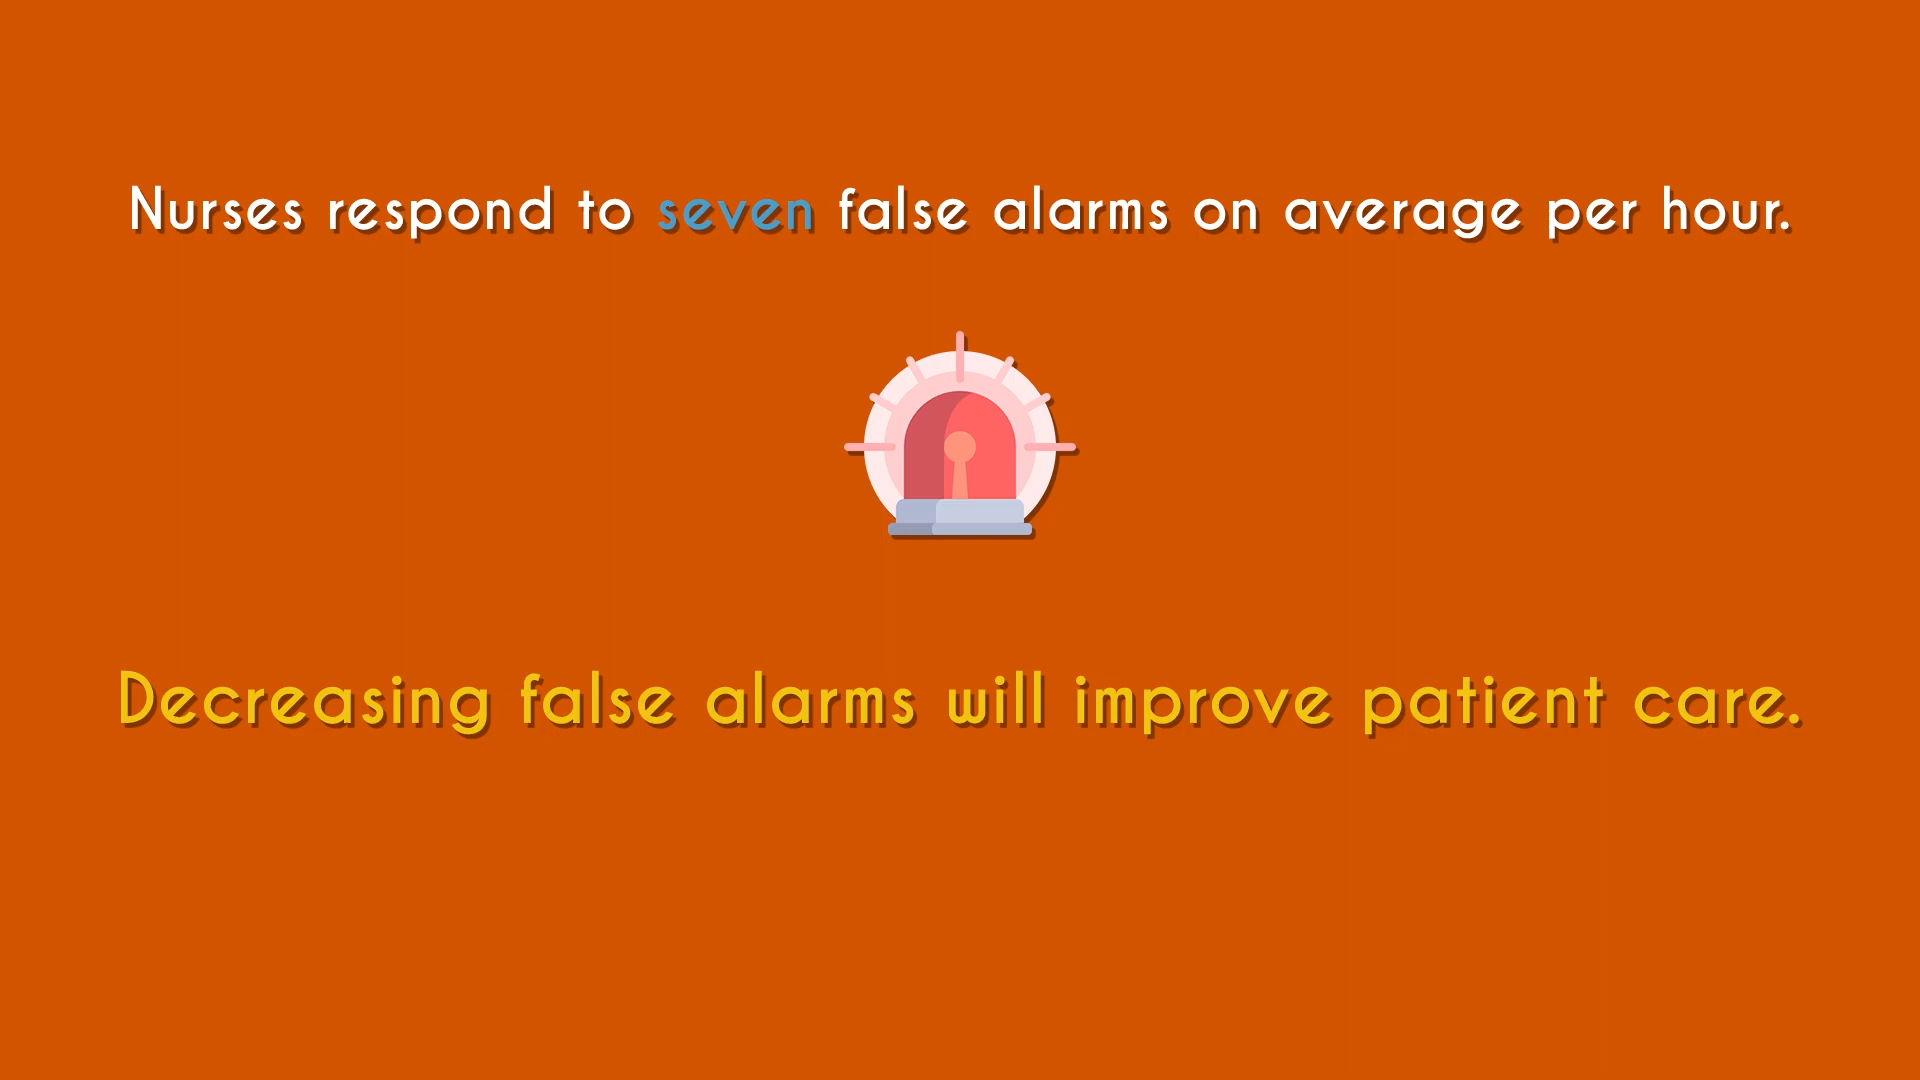 Nurses respond to seven false alarms on average per hour.
Decreasing false alarms will improve patient care.